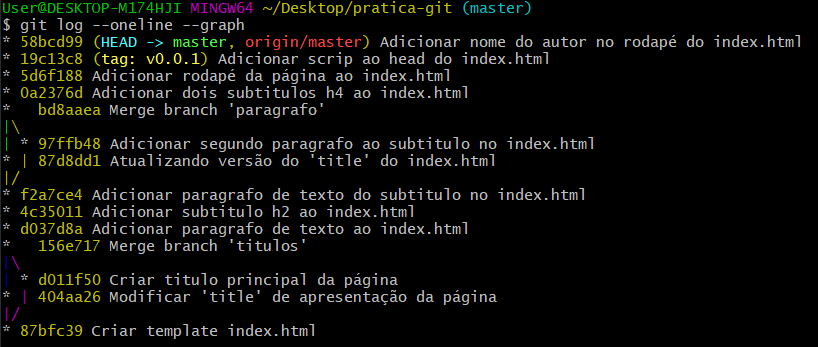 User@DESKTOP-M174HJI MINGW64 ~/Desktop/pratica-git (master)
$ git log --oneline --graph
* 58bcd99 (HEAD -> master, origin/master) Adicionar nome do autor no rodapé do index.html
* 19c13c8 (tag: v0.0.1) Adicionar scrip ao head do index.html
* 5d6f188 Adicionar rodapé da página ao index.html
* 0a2376d Adicionar dois subtitulos h4 ao index.html
*   bd8aaea Merge branch 'paragrafo'
|\
| * 97ffb48 Adicionar segundo paragrafo ao subtitulo no index.html
* | 87d8dd1 Atualizando versão do 'title' do index.html
|/
* f2a7ce4 Adicionar paragrafo de texto do subtitulo no index.html
* 4c35011 Adicionar subtitulo h2 ao index.html
* d037d8a Adicionar paragrafo de texto ao index.html
*   156e717 Merge branch 'titulos'
|\
| * d011f50 Criar titulo principal da página
* | 404aa26 Modificar 'title' de apresentação da página
|/
* 87bfc39 Criar template index.html